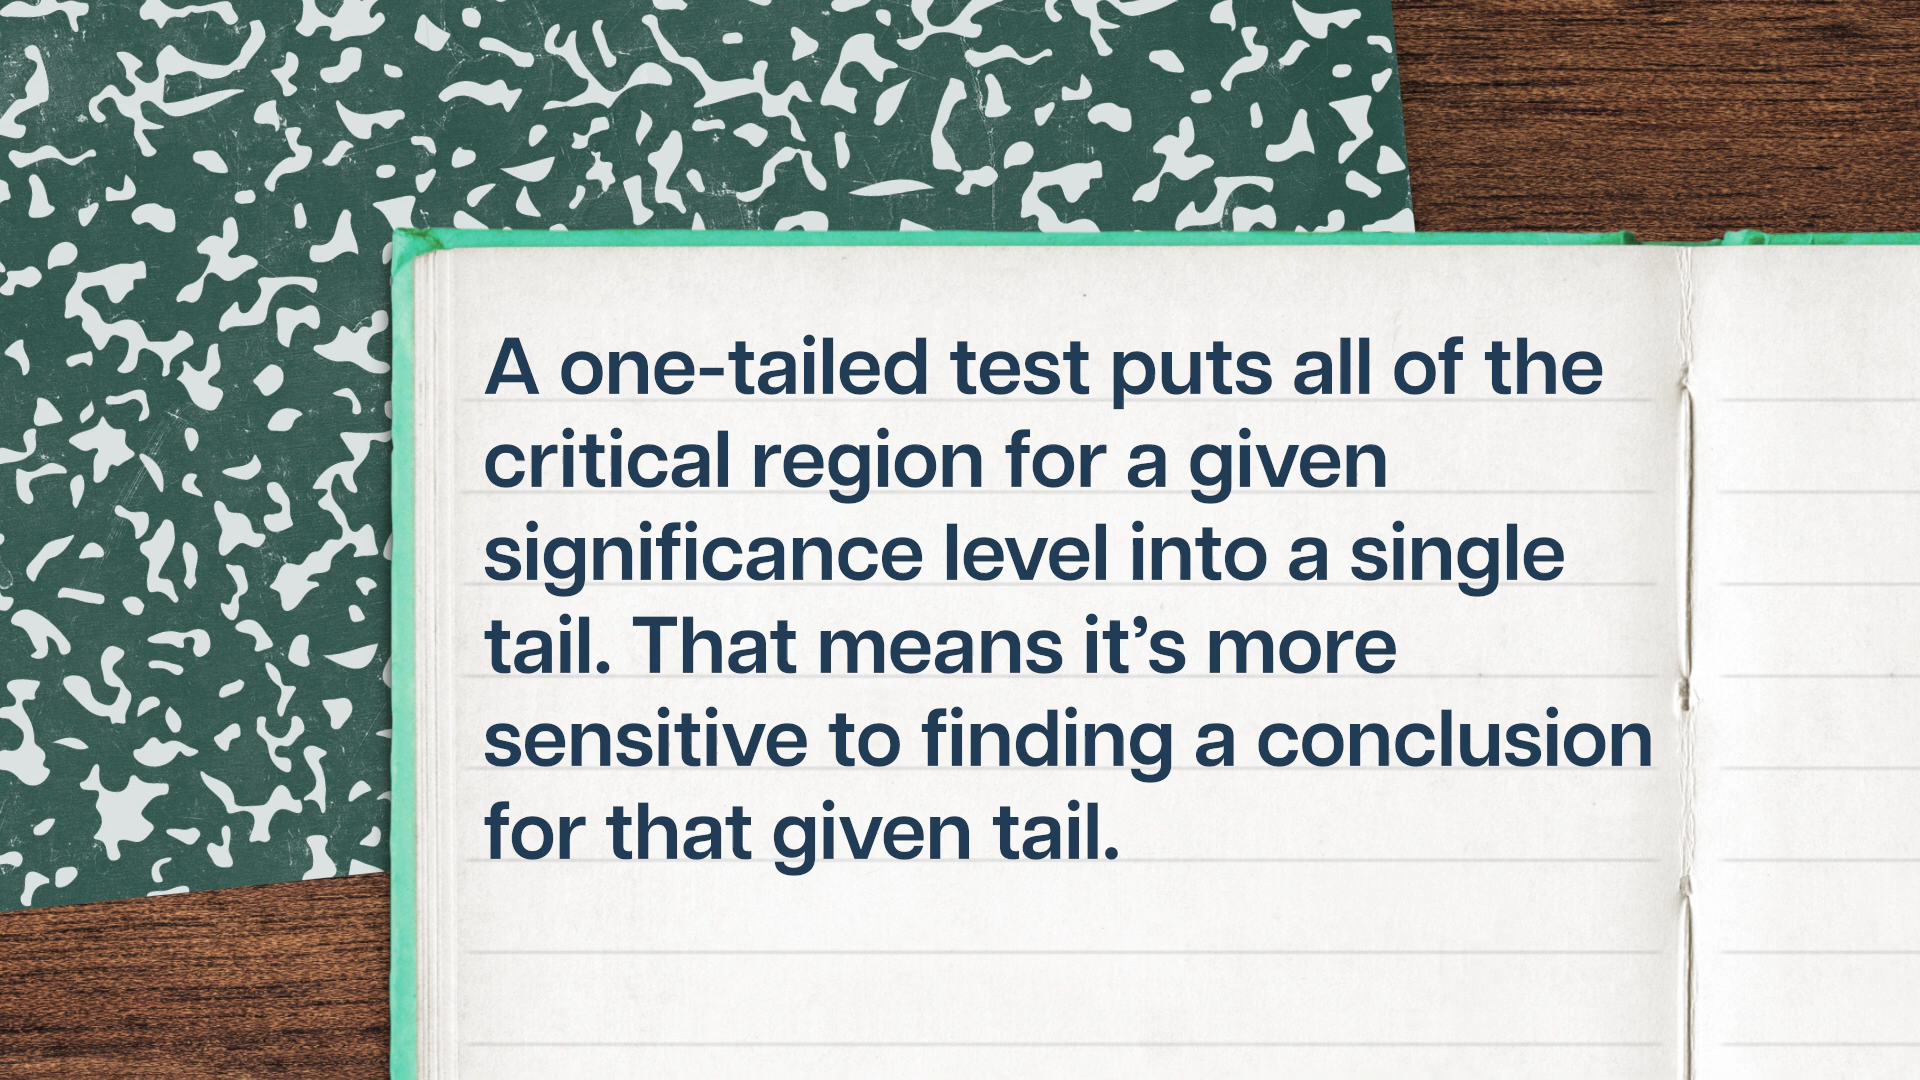 A one-tailed test puts all of the
critical region for a given
significance level into a single
tail. That means it’s more
sensitive to finding a conclusion
for that given tail.